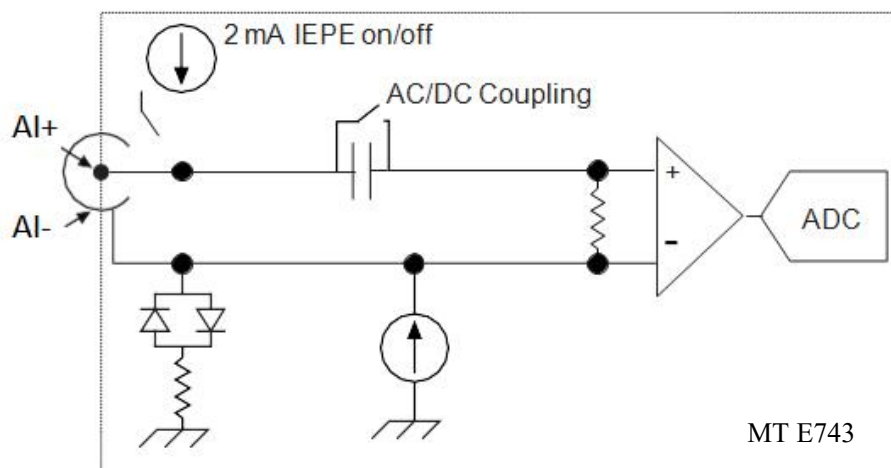 2 mA IEPE on/off
AC/DC Coupling
AI+
AI-
+
-
ADC
MT E743